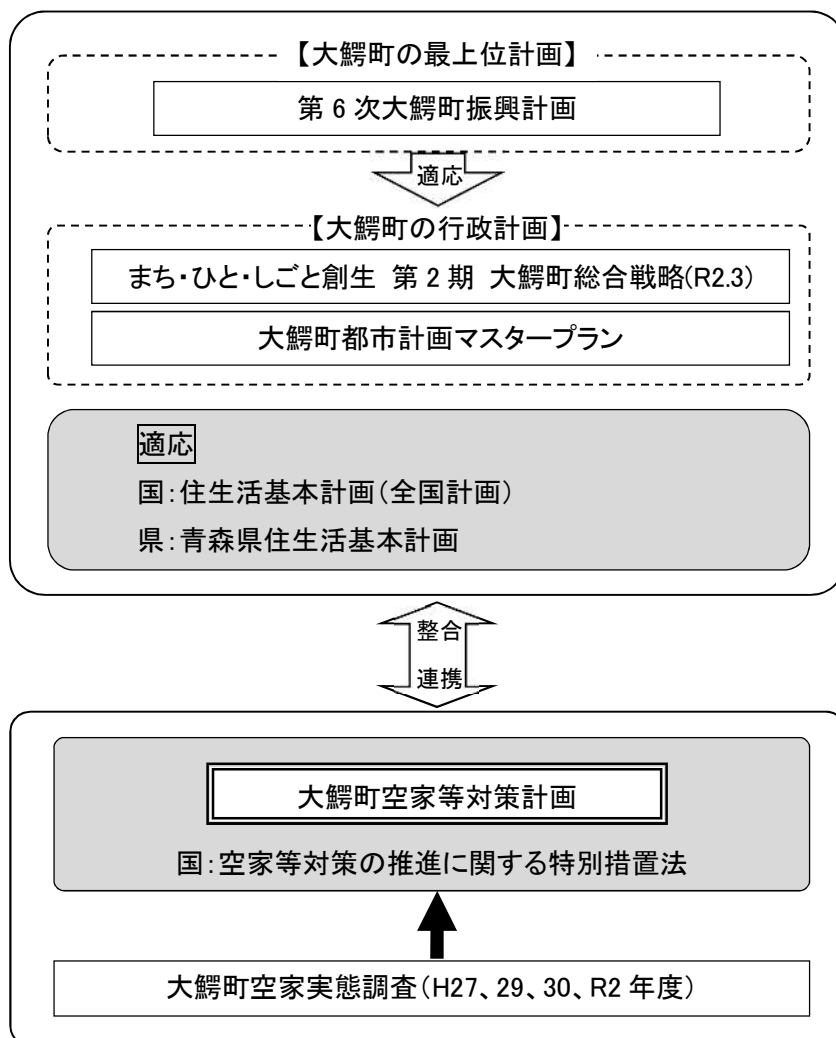 【大鰐町の最上位計画】
第6次大鰐町振興計画
適応
【大鰐町の行政計画】
まち・ひと・しごと創生 第2期 大鰐町総合戦略(R2.3)
大鰐町都市計画マスタープラン
適応
国:住生活基本計画(全国計画)
県:青森県住生活基本計画
整合
連携
大鰐町空家等対策計画
国:空家等対策の推進に関する特別措置法
大鰐町空家実態調査(H27、29、30、R2年度)